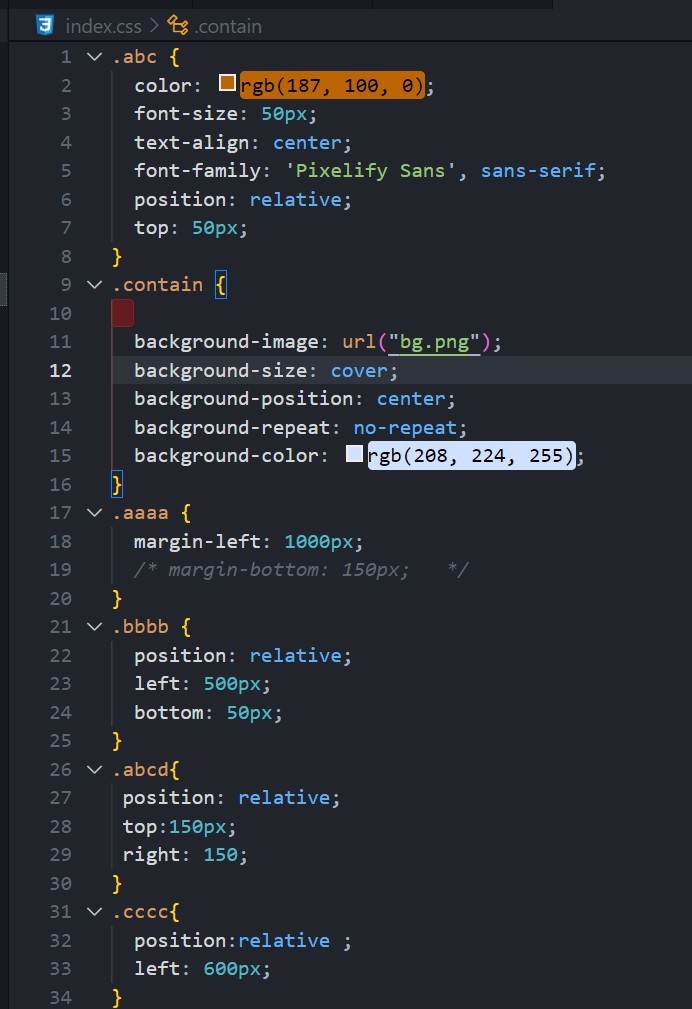 index.css > .contain
1 .abc {
2 color: rgb(187, 100, 0);
3 font-size: 50px;
4 text-align: center;
5 font-family: 'Pixelify Sans', sans-serif;
6 position: relative;
7 top: 50px;
8 }
9 .contain {
10
11 background-image: url("bg.png");
12 background-size: cover;
13 background-position: center;
14 background-repeat: no-repeat;
15 background-color: rgb(208, 224, 255);
16 }
17 .aaaa {
18 margin-left: 1000px;
19 /* margin-bottom: 150px;   */
20 }
21 .bbbb {
22 position: relative;
23 left: 500px;
24 bottom: 50px;
25 }
26 .abcd{
27 position: relative;
28 top:150px;
29 right: 150;
30 }
31 .cccc{
32 position:relative ;
33 left: 600px;
34 }